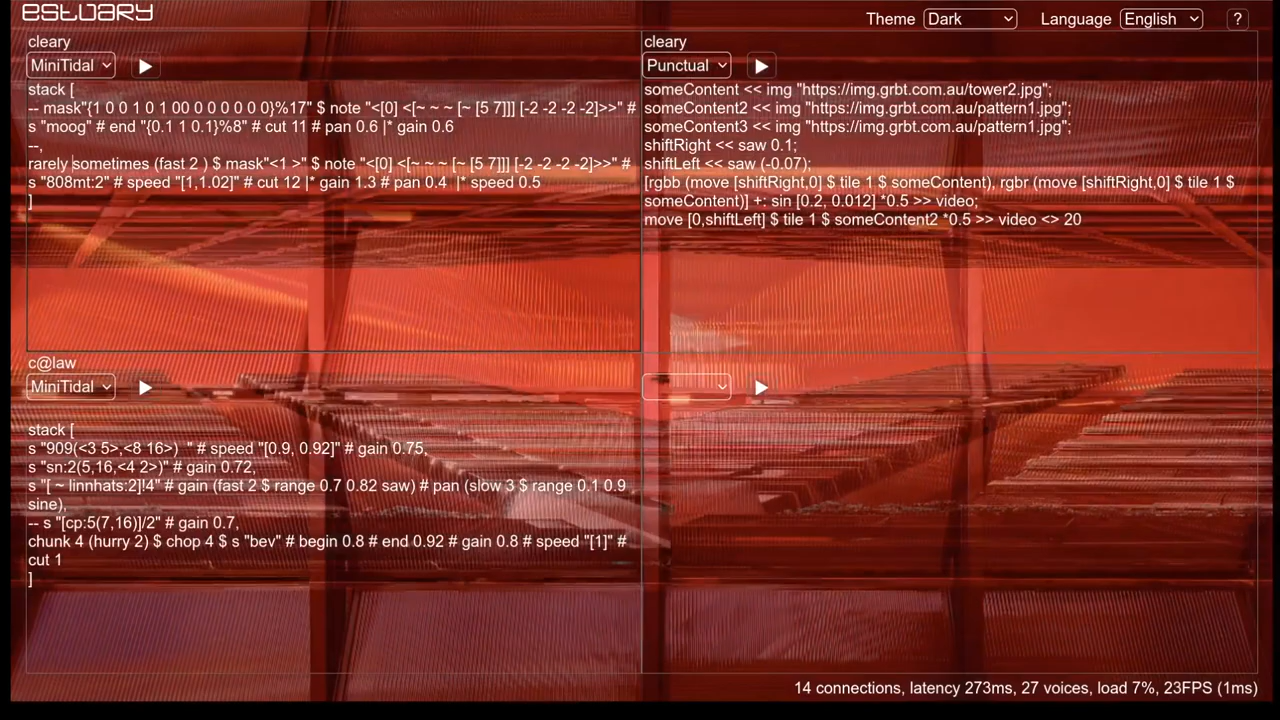 estuary
Theme Dark Language English ?
cleary
MiniTidal
stack [
-- mask"{1 0 0 1 0 1 00 0 0 0 0 0 0}%17" $ note "<[0] <[~ ~ ~ [~ [5 7]]] [-2 -2 -2 -2]>>" #
s "moog" # end "{0.1 1 0.1}%8" # cut 11 # pan 0.6 |* gain 0.6
--,
rarely sometimes (fast 2 ) $ mask"<1 >" $ note "<[0] <[~ ~ ~ [~ [5 7]]] [-2 -2 -2 -2]>>" #
s "808mt:2" # speed "[1,1.02]" # cut 12 |* gain 1.3 # pan 0.4  |* speed 0.5
]
cleary
Punctual
someContent << img "https://img.grbt.com.au/tower2.jpg";
someContent2 << img "https://img.grbt.com.au/pattern1.jpg";
someContent3 << img "https://img.grbt.com.au/pattern1.jpg";
shiftRight << saw 0.1;
shiftLeft << saw (-0.07);
[rgbb (move [shiftRight,0] $ tile 1 $ someContent), rgbr (move [shiftRight,0] $ tile 1 $
someContent)] +: sin [0.2, 0.012] *0.5 >> video;
move [0,shiftLeft] $ tile 1 $ someContent2 *0.5 >> video <> 20
c@law
MiniTidal
stack [
s "909(<3 5>,<8 16>)  " # speed "[0.9, 0.92]" # gain 0.75,
s "sn:2(5,16,<4 2>)" # gain 0.72,
s "[ ~ linnhats:2]!4" # gain (fast 2 $ range 0.7 0.82 saw) # pan (slow 3 $ range 0.1 0.9
sine),
-- s "[cp:5(7,16)]/2" # gain 0.7,
chunk 4 (hurry 2) $ chop 4 $ s "bev" # begin 0.8 # end 0.92 # gain 0.8 # speed "[1]" #
cut 1
]
14 connections, latency 273ms, 27 voices, load 7%, 23FPS (1ms)